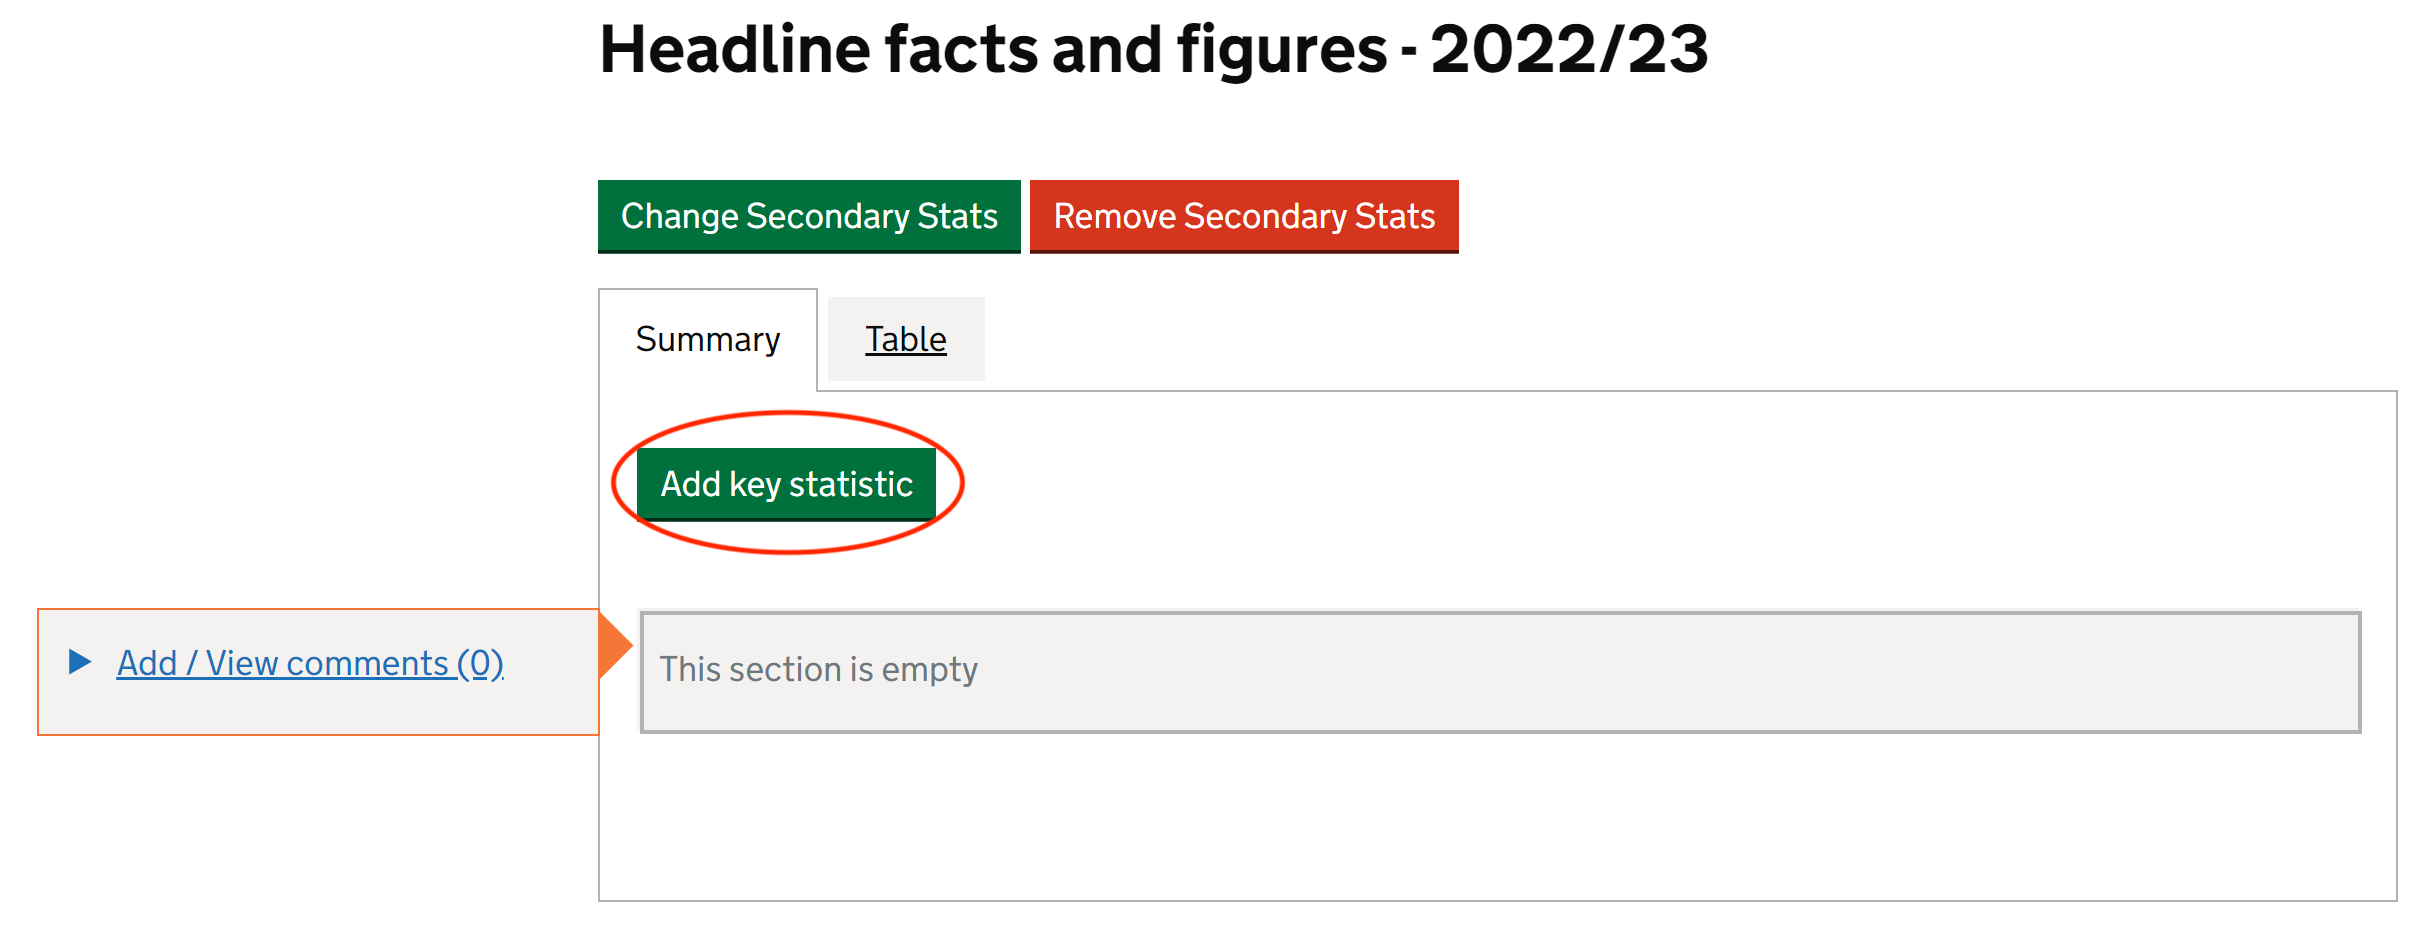 Headline facts and figures - 2022/23
Change Secondary Stats
Remove Secondary Stats
Summary
Table
Add key statistic
Add / View comments (0)
This section is empty